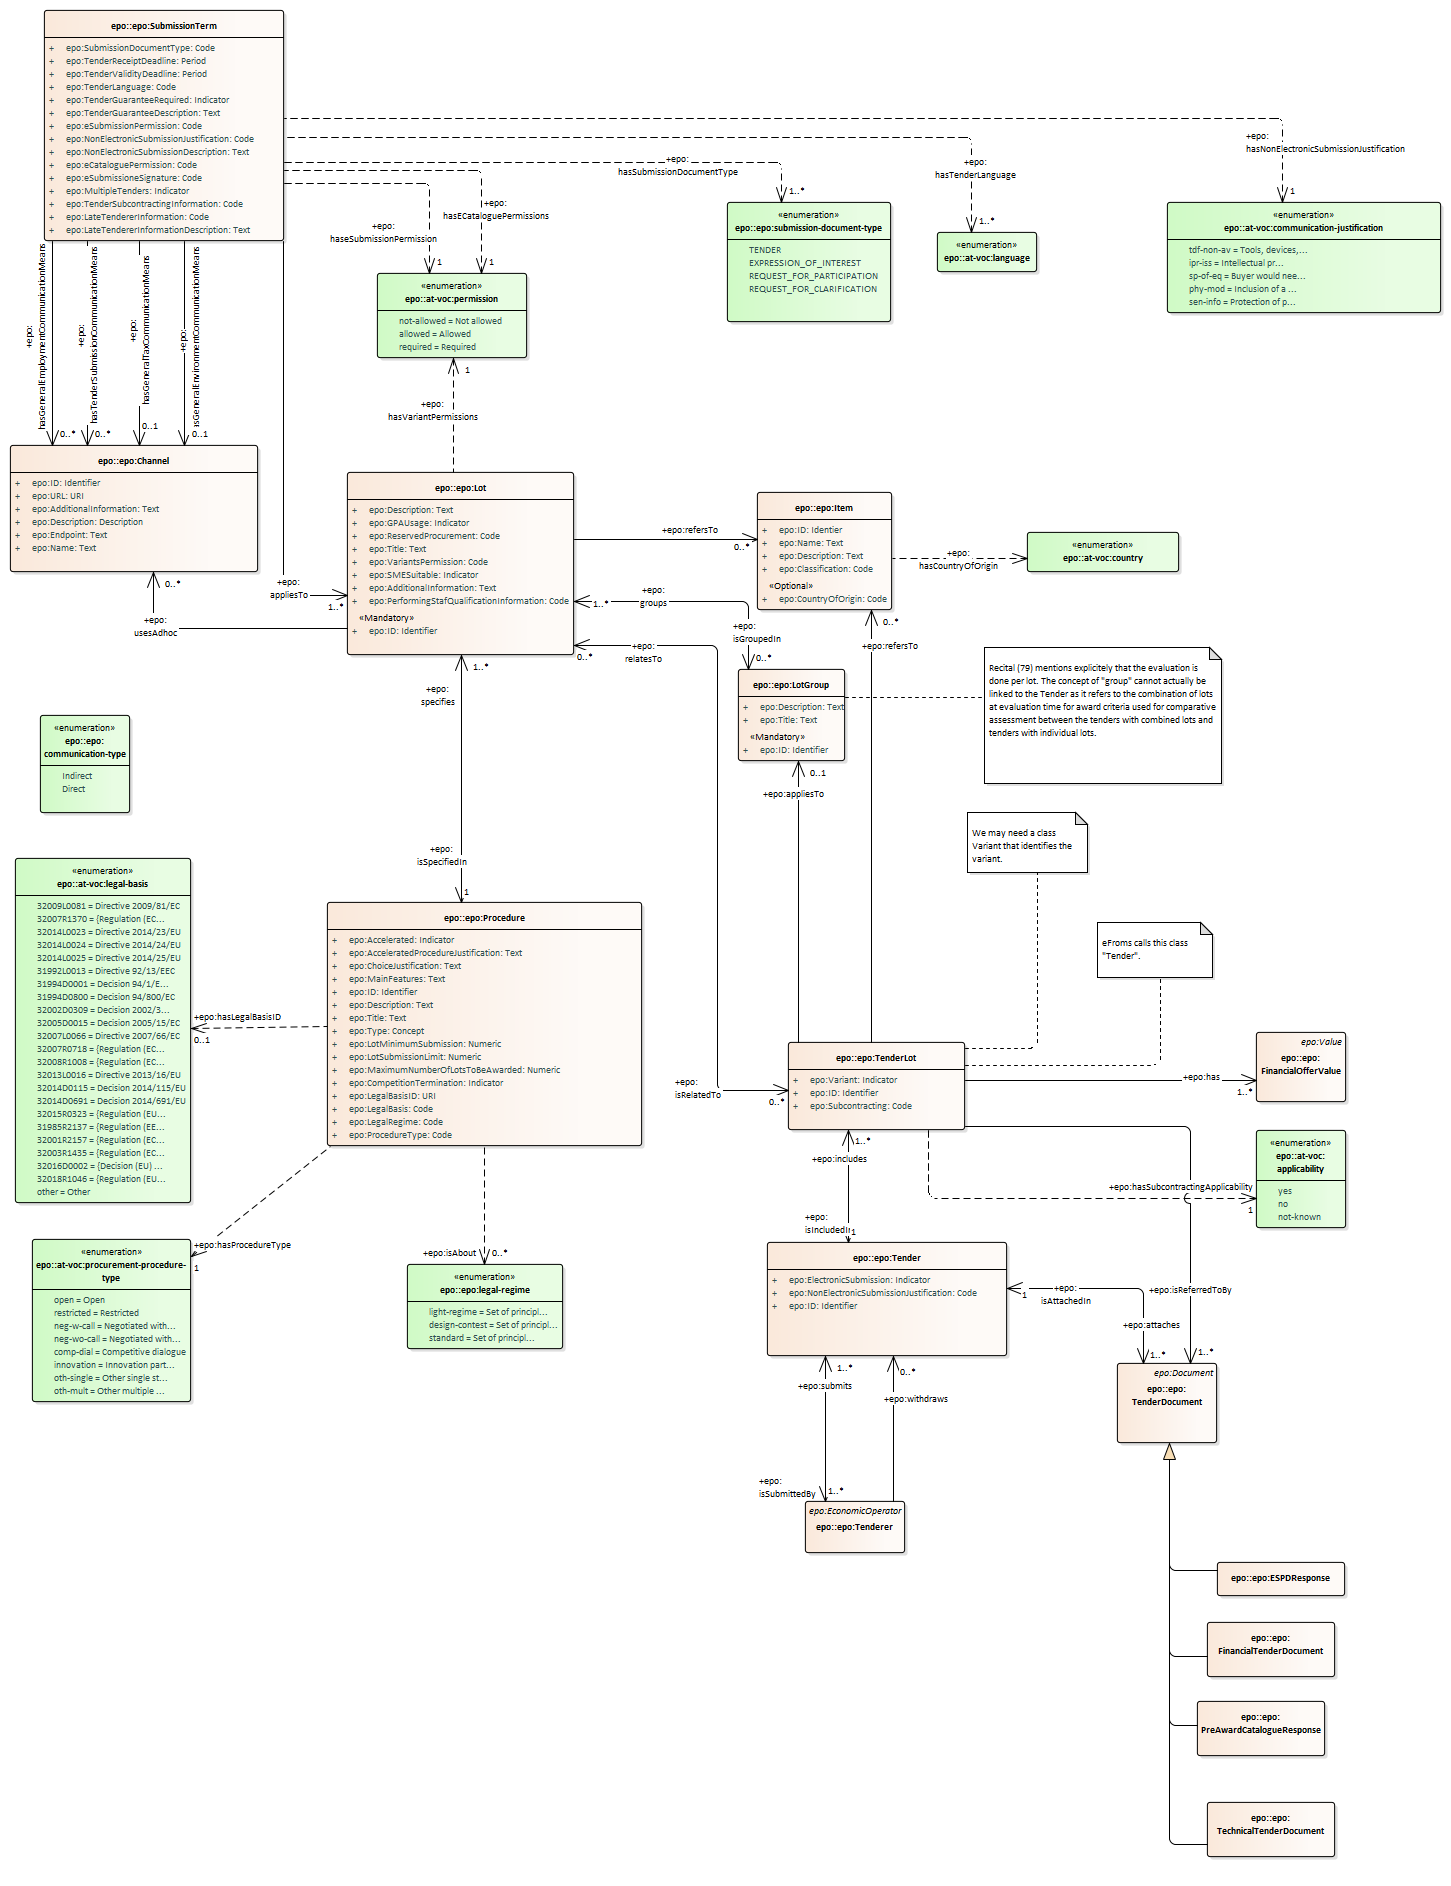 epo::epo:SubmissionTerm
+ epo:SubmissionDocumentType: Code
+ epo:TenderReceiptDeadline: Period
+ epo:TenderValidityDeadline: Period
+ epo:TenderLanguage: Code
+ epo:TenderGuaranteeRequired: Indicator
+ epo:TenderGuaranteeDescription: Text
+ epo:eSubmissionPermission: Code
+ epo:NonElectronicSubmissionJustification: Code
+ epo:NonElectronicSubmissionDescription: Text
+ epo:eCataloguePermission: Code
+ epo:eSubmissioneSignature: Code
+ epo:MultipleTenders: Indicator
+ epo:TenderSubcontractingInformation: Code
+ epo:LateTendererInformation: Code
+ epo:LateTendererInformationDescription: Text
+epo:
hasNonElectronicSubmissionJustification
1
+epo:
hasTenderLanguage
1..*
+epo:
hasSubmissionDocumentType
1..*
+epo:
hasECataloguePermissions
1
+epo:
haseSubmissionPermission
1
«enumeration»
epo::epo:submission-document-type
TENDER
EXPRESSION_OF_INTEREST
REQUEST_FOR_PARTICIPATION
REQUEST_FOR_CLARIFICATION
«enumeration»
epo::at-voc:language
«enumeration»
epo::at-voc:communication-justification
tdf-non-av = Tools, devices,...
ipr-iss = Intellectual pr...
sp-of-eq = Buyer would nee...
phy-mod = Inclusion of a ...
sen-info = Protection of p...
«enumeration»
epo::at-voc:permission
not-allowed = Not allowed
allowed = Allowed
required = Required
1
+epo:
hasVariantPermissions
+epo:
hasGeneralEmploymentCommunicationMeans
0..*
+epo:
hasTenderSubmissionCommunicationMeans
0..*
+epo:
hasGeneralTaxCommunicationMeans
0..1
+epo:
isGeneralEnvironmentCommunicationMeans
0..1
epo::epo:Channel
+ epo:ID: Identifier
+ epo:URL: URI
+ epo:AdditionalInformation: Text
+ epo:Description: Description
+ epo:Endpoint: Text
+ epo:Name: Text
0..*
+epo:
usesAdhoc
+epo:
appliesTo
1..*
epo::epo:Lot
+ epo:Description: Text
+ epo:GPAUsage: Indicator
+ epo:ReservedProcurement: Code
+ epo:Title: Text
+ epo:VariantsPermission: Code
+ epo:SMESuitable: Indicator
+ epo:AdditionalInformation: Text
+ epo:PerformingStafQualificationInformation: Code
«Mandatory»
+ epo:ID: Identifier
+epo:refersTo
0..*
epo::epo:Item
+ epo:ID: Identier
+ epo:Name: Text
+ epo:Description: Text
+ epo:Classification: Code
«Optional»
+ epo:CountryOfOrigin: Code
+epo:
hasCountryOfOrigin
«enumeration»
epo::at-voc:country
1..*
+epo:
groups
+epo:
isGroupedIn
0..*
0..*
+epo:
relatesTo
0..*
+epo:refersTo
epo::epo:LotGroup
+ epo:Description: Text
+ epo:Title: Text
«Mandatory»
+ epo:ID: Identifier
Recital (79) mentions explicitely that the evaluation is
done per lot. The concept of "group" cannot actually be
linked to the Tender as it refers to the combination of lots
at evaluation time for award criteria used for comparative
assessment between the tenders with combined lots and
tenders with individual lots.
0..1
+epo:appliesTo
1..*
+epo:
specifies
+epo:
isSpecifiedIn
1
«enumeration»
epo::epo:
communication-type
Indirect
Direct
We may need a class
Variant that identifies the
variant.
eFroms calls this class
"Tender".
«enumeration»
epo::at-voc:legal-basis
32009L0081 = Directive 2009/81/EC
32007R1370 = {Regulation (EC...
32014L0023 = Directive 2014/23/EU
32014L0024 = Directive 2014/24/EU
32014L0025 = Directive 2014/25/EU
31992L0013 = Directive 92/13/EEC
31994D0001 = Decision 94/1/E...
31994D0800 = Decision 94/800/EC
32002D0309 = Decision 2002/3...
32005D0015 = Decision 2005/15/EC
32007L0066 = Directive 2007/66/EC
32007R0718 = {Regulation (EC...
32008R1008 = {Regulation (EC...
32013L0016 = Directive 2013/16/EU
32014D0115 = Decision 2014/115/EU
32014D0691 = Decision 2014/691/EU
32015R0323 = {Regulation (EU...
31985R2137 = {Regulation (EE...
32001R2157 = {Regulation (EC...
32003R1435 = {Regulation (EC...
32016D0002 = {Decision (EU) ...
32018R1046 = {Regulation (EU...
other = Other
+epo:hasLegalBasisID
0..1
epo::epo:Procedure
+ epo:Accelerated: Indicator
+ epo:AcceleratedProcedureJustification: Text
+ epo:ChoiceJustification: Text
+ epo:MainFeatures: Text
+ epo:ID: Identifier
+ epo:Description: Text
+ epo:Title: Text
+ epo:Type: Concept
+ epo:LotMinimumSubmission: Numeric
+ epo:LotSubmissionLimit: Numeric
+ epo:MaximumNumberOfLotsToBeAwarded: Numeric
+ epo:CompetitionTermination: Indicator
+ epo:LegalBasisID: URI
+ epo:LegalBasis: Code
+ epo:LegalRegime: Code
+ epo:ProcedureType: Code
+epo:
isRelatedTo
0..*
epo::epo:TenderLot
+ epo:Variant: Indicator
+ epo:ID: Identifier
+ epo:Subcontracting: Code
+epo:has
1..*
epo:Value
epo::epo:
FinancialOfferValue
«enumeration»
epo::at-voc:
applicability
yes
no
not-known
+epo:hasSubcontractingApplicability
1
1..*
+epo:includes
+epo:
isIncludedIn
1
+epo:hasProcedureType
1
«enumeration»
epo::at-voc:procurement-procedure-
type
open = Open
restricted = Restricted
neg-w-call = Negotiated with...
neg-wo-call = Negotiated with...
comp-dial = Competitive dialogue
innovation = Innovation part...
oth-single = Other single st...
oth-mult = Other multiple ...
+epo:isAbout
0..*
«enumeration»
epo::epo:legal-regime
light-regime = Set of principl...
design-contest = Set of principl...
standard = Set of principl...
epo::epo:Tender
+ epo:ElectronicSubmission: Indicator
+ epo:NonElectronicSubmissionJustification: Code
+ epo:ID: Identifier
1
+epo:
isAttachedIn
+epo:isReferredToBy
+epo:attaches
1..*
1..*
epo:Document
epo::epo:
TenderDocument
1..*
+epo:submits
0..*
+epo:withdraws
+epo:
isSubmittedBy
1..*
epo:EconomicOperator
epo::epo:Tenderer
epo::epo:ESPDResponse
epo::epo:
FinancialTenderDocument
epo::epo:
PreAwardCatalogueResponse
epo::epo:
TechnicalTenderDocument